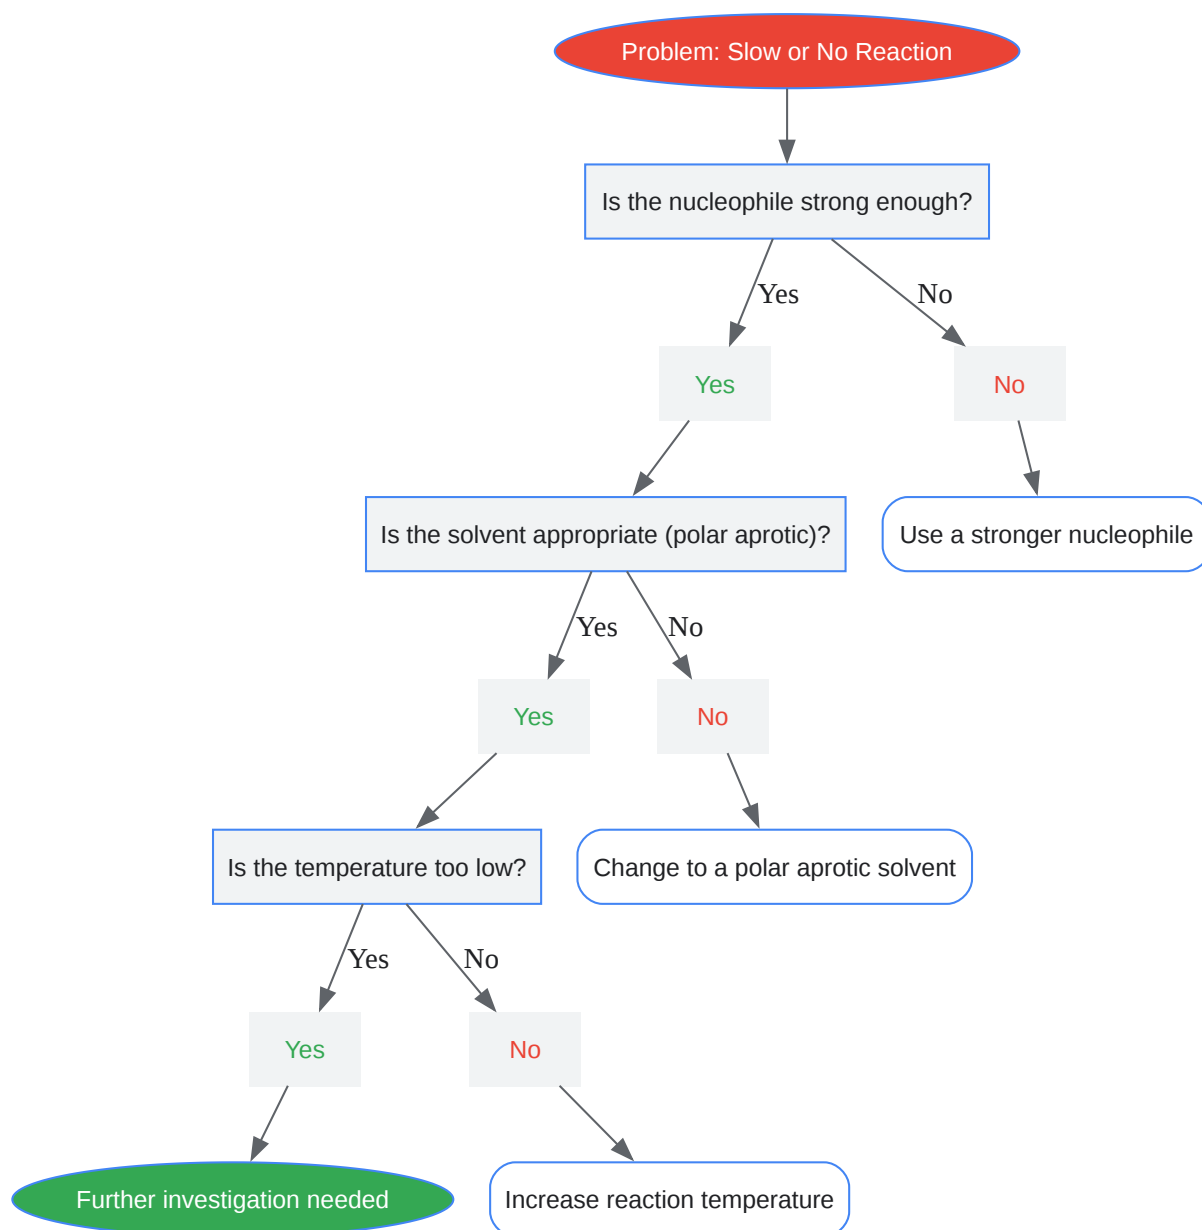 Problem: Slow or No Reaction
Is the nucleophile strong enough?
Yes
No
Yes
No
Is the solvent appropriate (polar aprotic)?
Use a stronger nucleophile
Yes
No
Yes
No
Is the temperature too low?
Change to a polar aprotic solvent
Yes
No
Yes
No
Further investigation needed
Increase reaction temperature